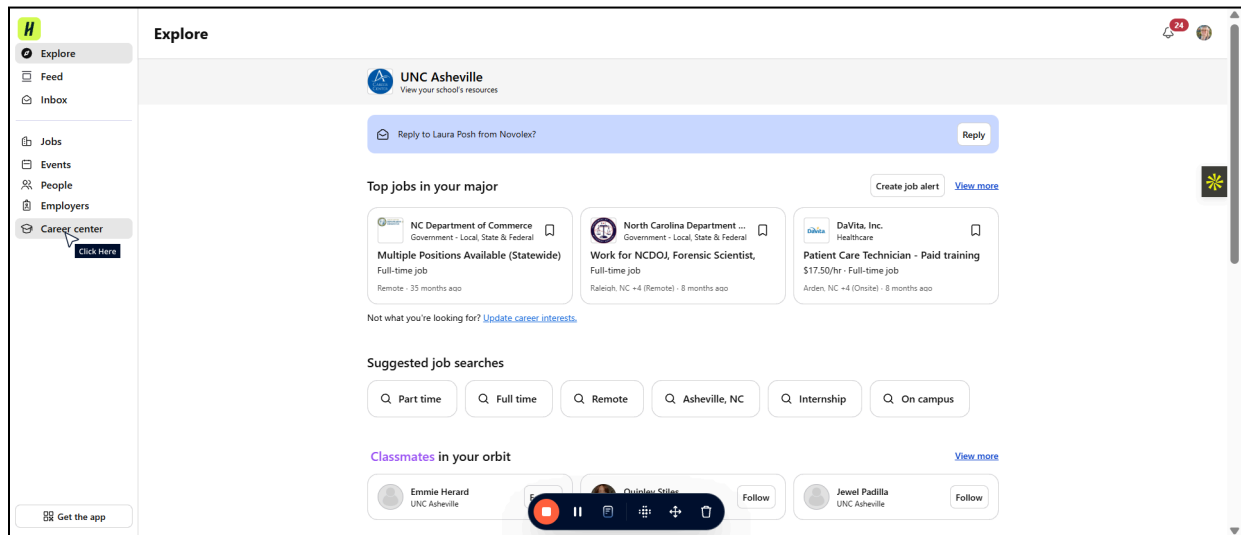 H
Explore
Feed
Inbox
Jobs
Events
People
Employers
Career center
Click Here
Get the app
Explore
24
UNC Asheville
View your school's resources
Reply to Laura Posh from Novolex?
Reply
Top jobs in your major
Create job alert
View more
NC Department of Commerce
Government - Local, State & Federal
Multiple Positions Available (Statewide)
Full-time job
Remote · 35 months ago
North Carolina Department ...
Government - Local, State & Federal
Work for NCDOJ, Forensic Scientist,
Full-time job
Raleigh, NC +4 (Remote) · 8 months ago
DaVita
DaVita, Inc.
Healthcare
Patient Care Technician - Paid training
$17.50/hr · Full-time job
Arden, NC +4 (Onsite) · 8 months ago
Not what you're looking for? Update career interests.
Suggested job searches
Part time
Full time
Remote
Asheville, NC
Internship
On campus
Classmates in your orbit
View more
Emmie Herard
UNC Asheville
Follow
Jewel Padilla
UNC Asheville
Follow